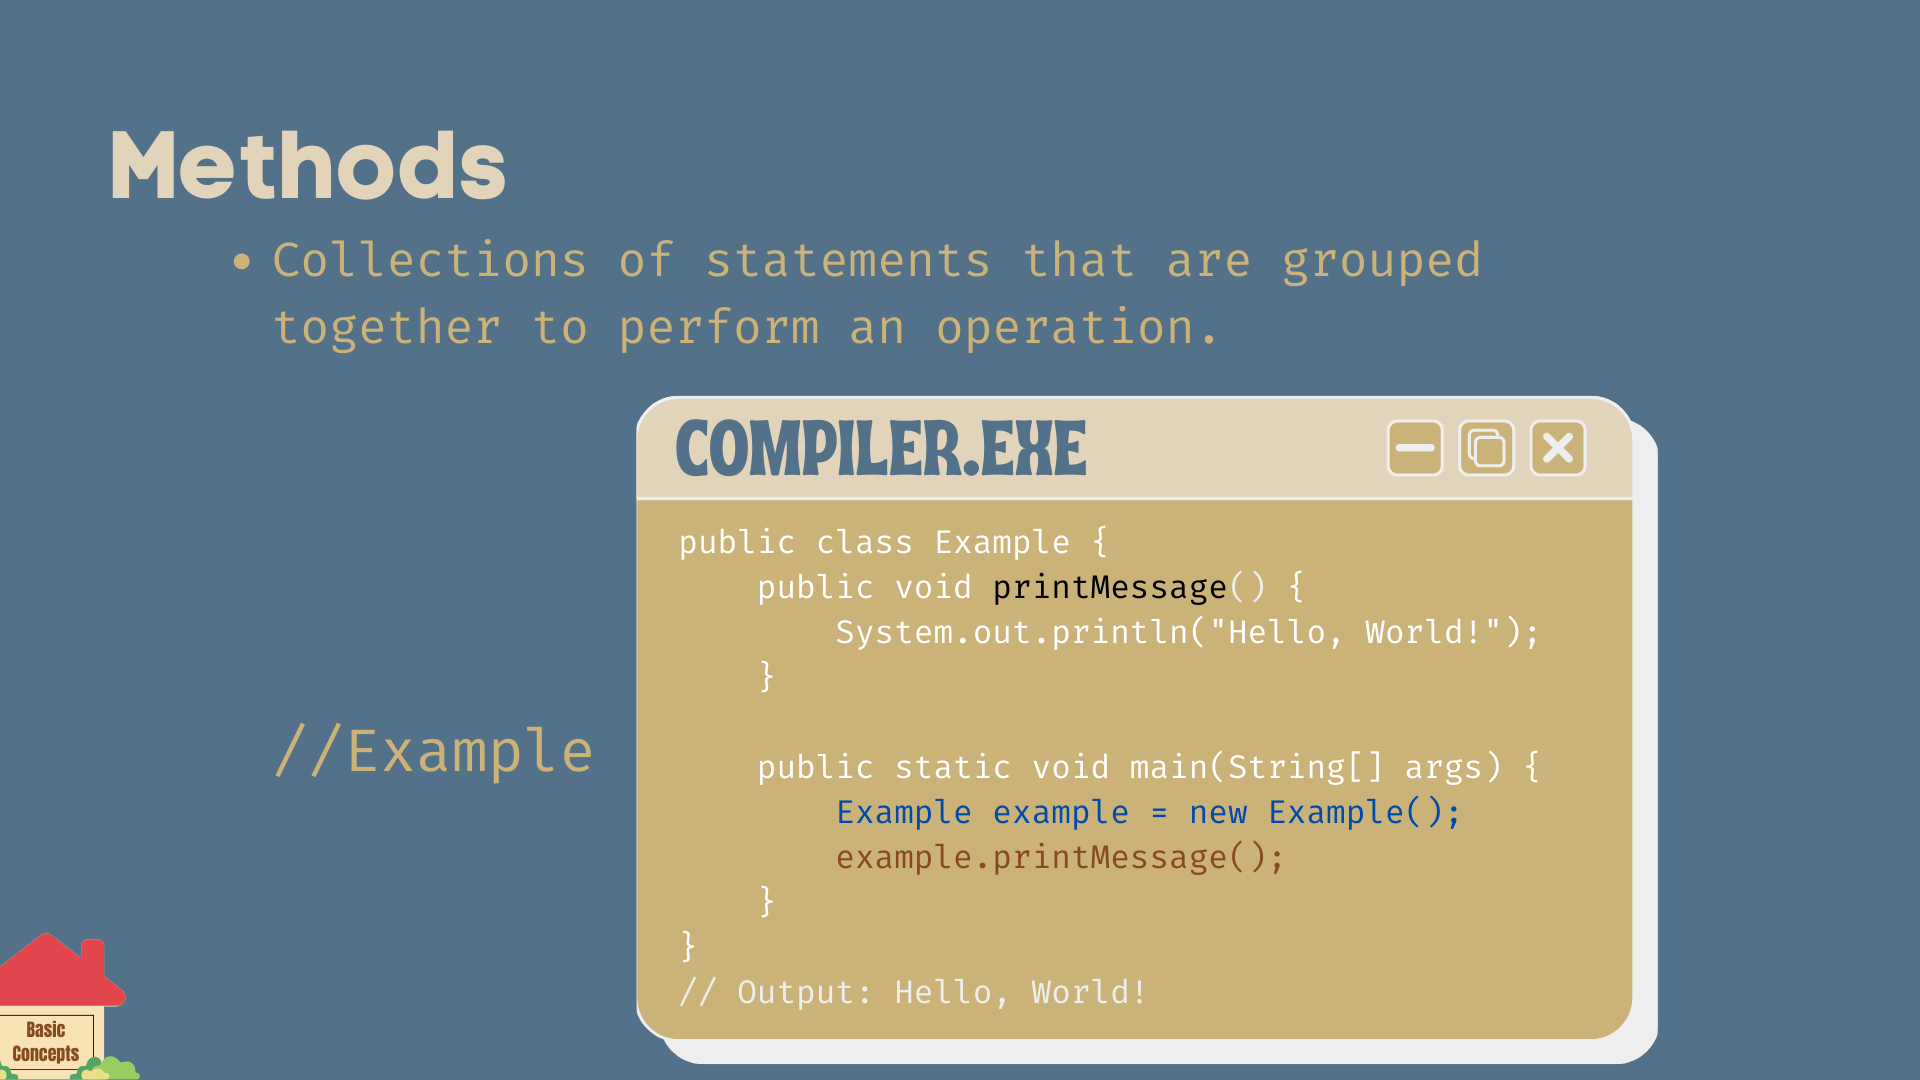 Methods
• Collections of statements that are grouped
together to perform an operation.
COMPILER.EXE
public class Example {
    public void printMessage() {
        System.out.println("Hello, World!");
    }
//Example
    public static void main(String[] args) {
        Example example = new Example();
        example.printMessage();
    }
}
// Output: Hello, World!
Basic
Concepts